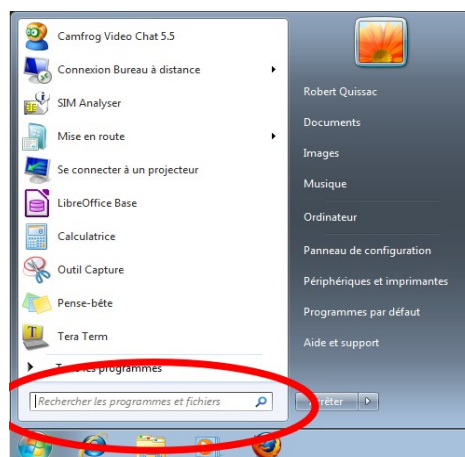 Camfrog Video Chat 5.5
Connexion Bureau à distance
SIM Analyser
Mise en route
Se connecter à un projecteur
LibreOffice Base
Calculatrice
Outil Capture
Pense-bête
Tera Term
Tous les programmes
Rechercher les programmes et fichiers
Robert Quissac
Documents
Images
Musique
Ordinateur
Panneau de configuration
Périphériques et imprimantes
Programmes par défaut
Aide et support
Arrêter